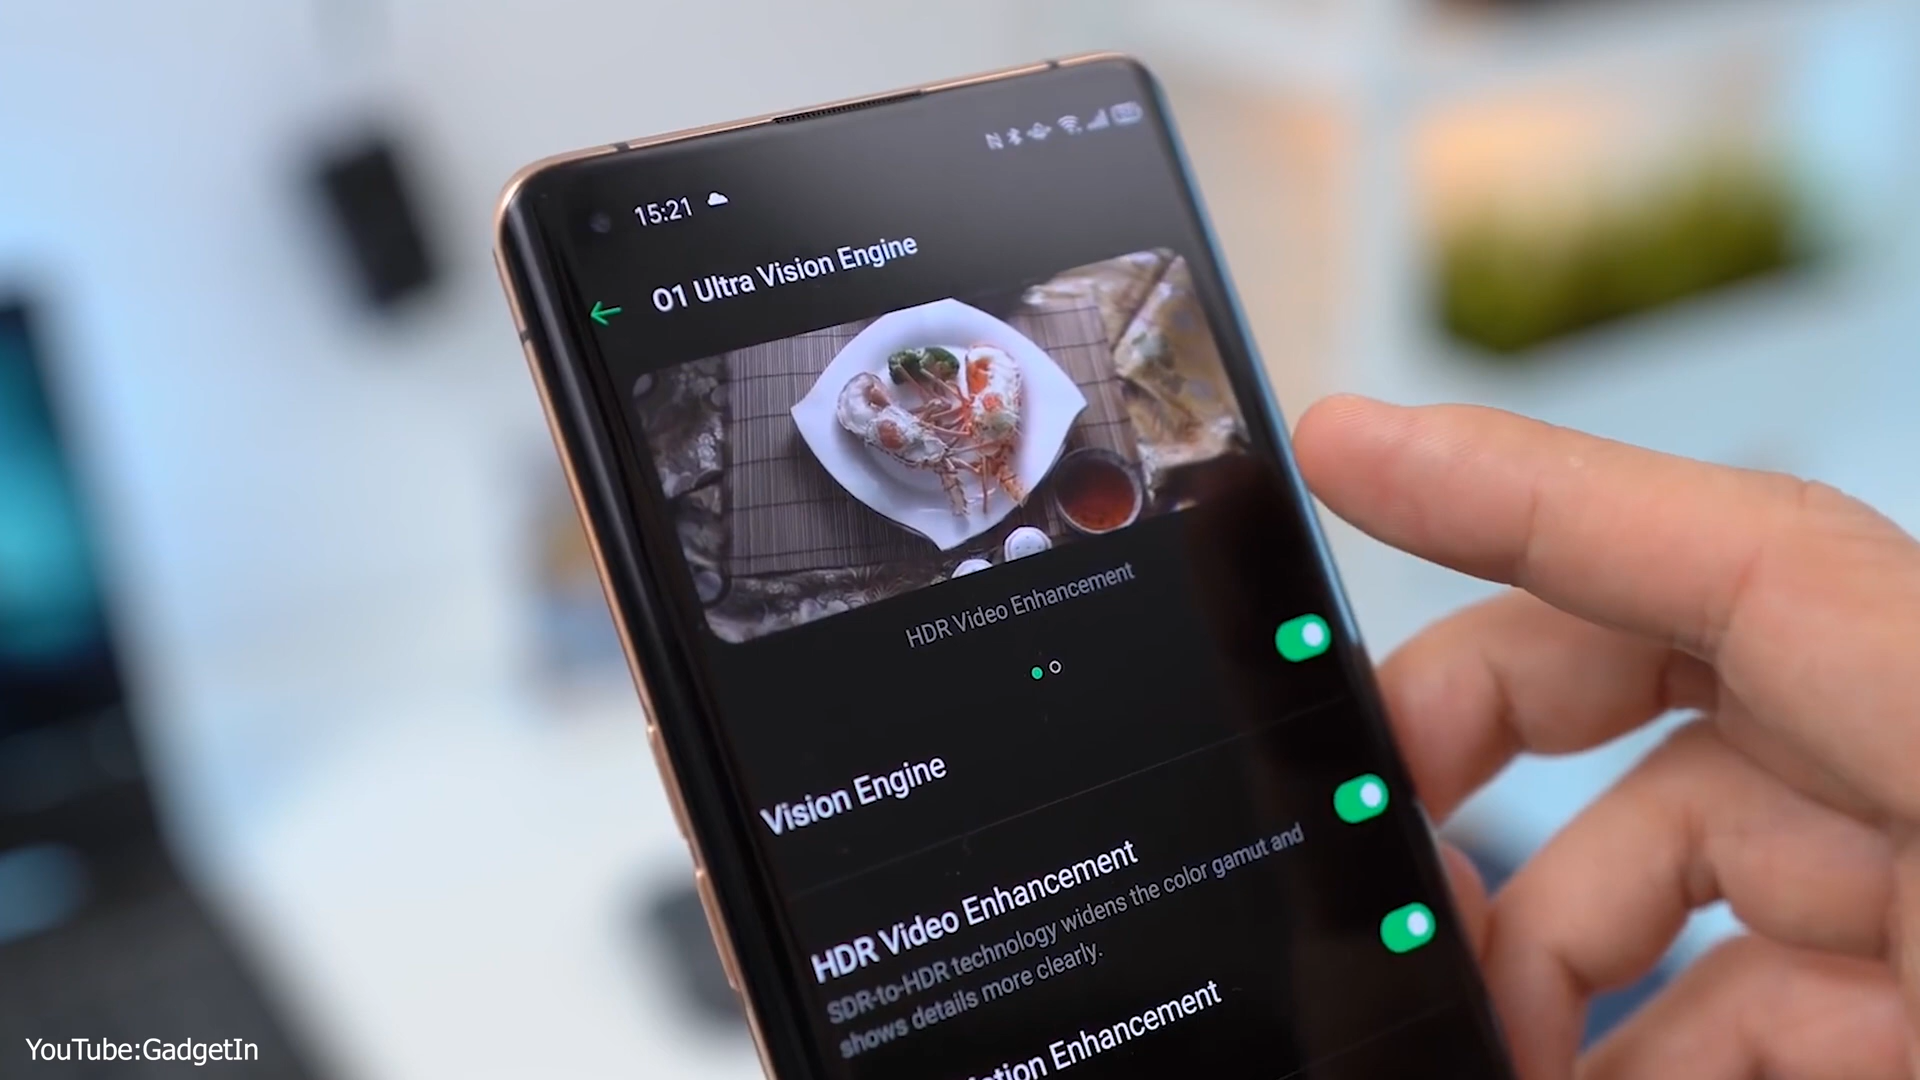 15:21
O1 Ultra Vision Engine
HDR Video Enhancement
Vision Engine
HDR Video Enhancement
SDR-to-HDR technology widens the color gamut and
shows details more clearly.
Enhancement
YouTube:GadgetIn